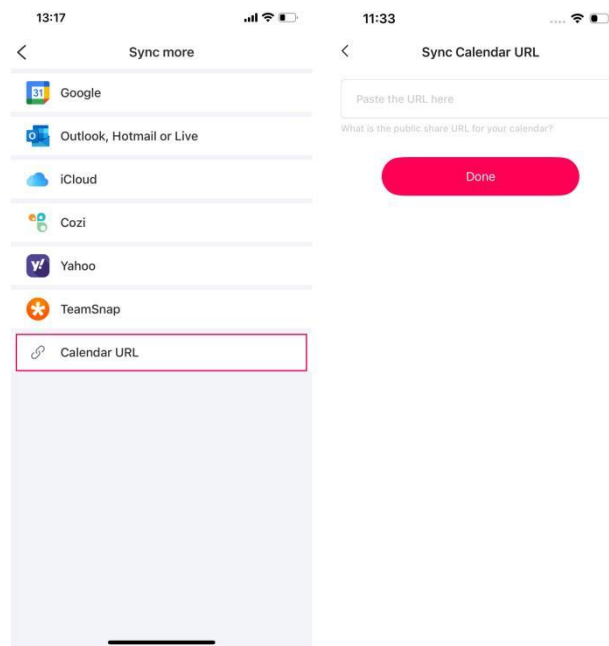 13:17
Sync more
31
Google
Outlook, Hotmail or Live
iCloud
Cozi
Yahoo
TeamSnap
Calendar URL
11:33
Sync Calendar URL
Paste the URL here
What is the public share URL for your calendar?
Done